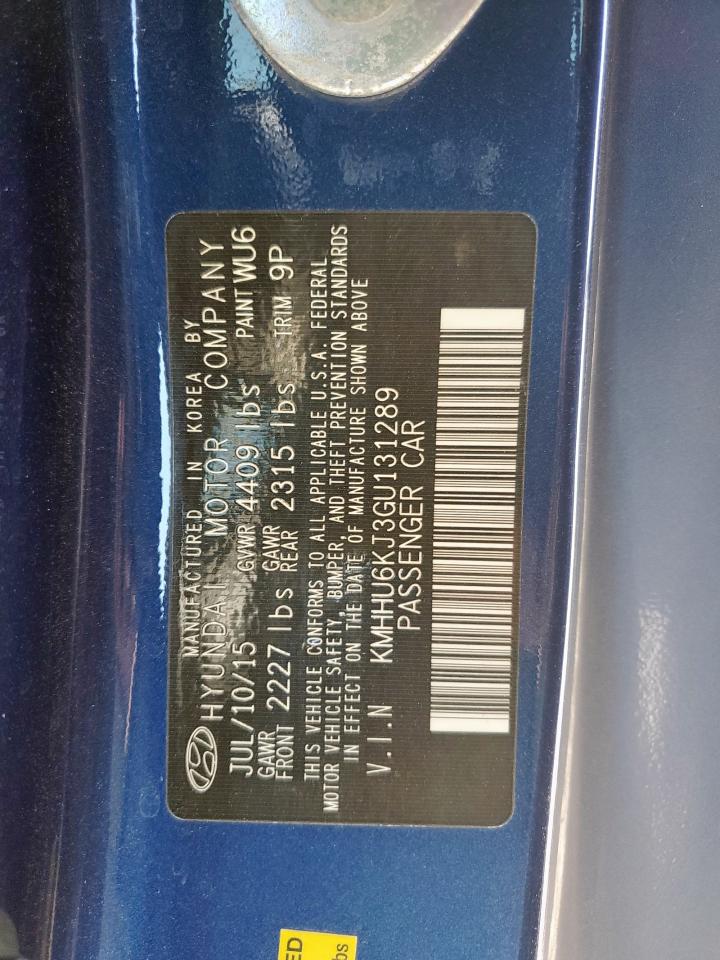 MANUFACTURED IN KOREA BY
HYUNDAI MOTOR COMPANY
JUL/10/15 GVWR 4409 lbs PAINT WU6
GAWR FRONT 2227 lbs GAWR REAR 2315 lbs TRIM 9P
THIS VEHICLE CONFORMS TO ALL APPLICABLE U.S.A. FEDERAL
MOTOR VEHICLE SAFETY, BUMPER, AND THEFT PREVENTION STANDARDS
IN EFFECT ON THE DATE OF MANUFACTURE SHOWN ABOVE
V.I.N KMHHU6KJ3GU131289
PASSENGER CAR
ED
bs